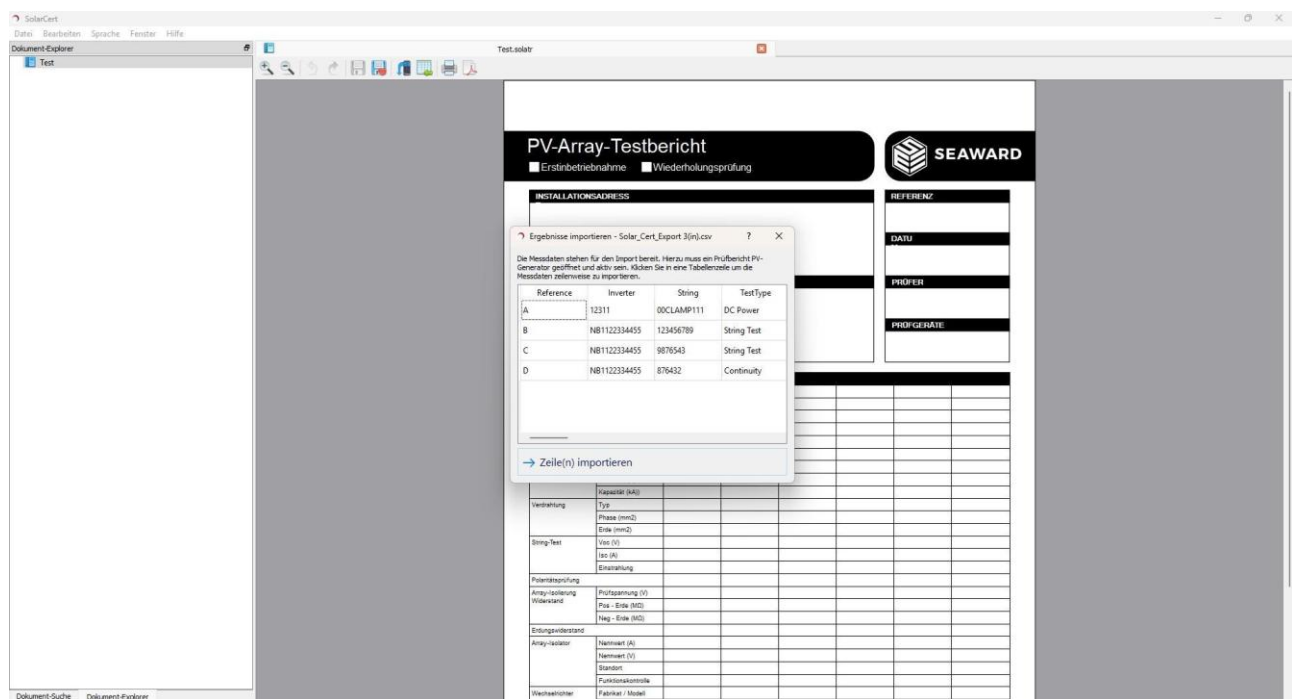 SolarCert
Datei Bearbeiten Sprache Fenster Hilfe
Dokument-Explorer
Test.solatr
Test
PV-Array-Testbericht
Erstinbetriebnahme Wiederholungsprüfung
SEAWARD
INSTALLATIONSADRESS
REFERENZ
DATU
PRÜFER
PRÜFGERÄTE
Ergebnisse importieren - Solar_Cert_Export 3(in).csv ?
Die Messdaten stehen für den Import bereit. Hierzu muss ein Prüfbericht PV-
Generator geöffnet und aktiv sein. Klicken Sie in eine Tabellenzeile um die
Messdaten zeilenweise zu importieren.
Reference Inverter String TestType
A 12311 00CLAMP111 DC Power
B NB1122334455 123456789 String Test
C NB1122334455 9876543 String Test
D NB1122334455 876432 Continuity
→ Zeile(n) importieren
Kapazität (kA))
Verdrahtung Typ
Phase (mm2)
Erde (mm2)
String-Test Voc (V)
Isc (A)
Einstrahlung
Polaritätsprüfung
Array-Isolierung Prüfspannung (V)
Widerstand Pos - Erde (MΩ)
Neg - Erde (MΩ)
Erdungswiderstand
Array-Isolator Nennwert (A)
Nennwert (V)
Standort
Funktionskontrolle
Wechselrichter Fabrikat / Modell
Dokument-Suche Dokument-Explorer